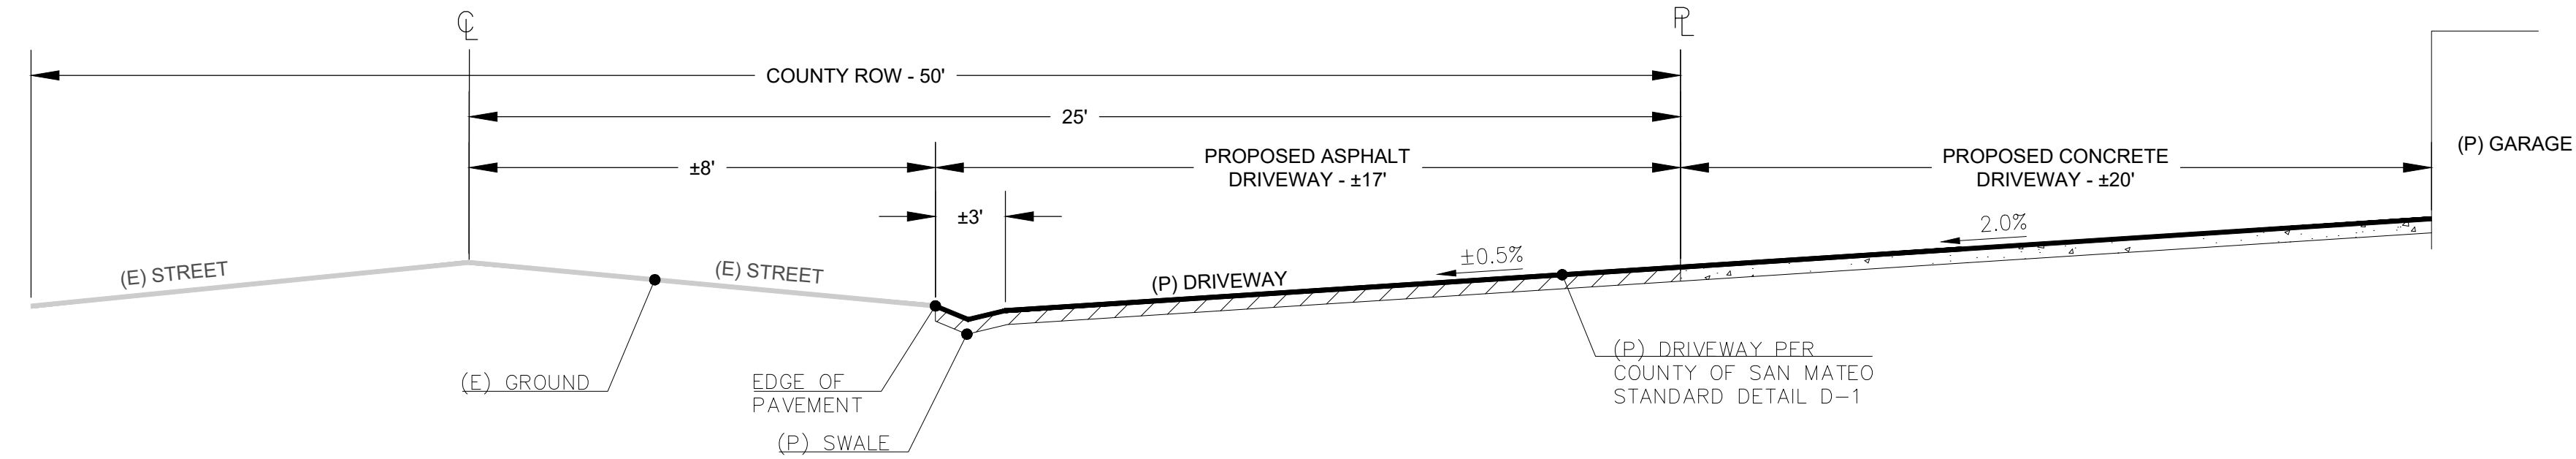 CL
PL
COUNTY ROW - 50'
25'
±8'
PROPOSED ASPHALT
DRIVEWAY - ±17'
PROPOSED CONCRETE
DRIVEWAY - ±20'
(P) GARAGE
±3'
2.0%
±0.5%
(E) STREET
(E) STREET
(P) DRIVEWAY
(E) GROUND
EDGE OF
PAVEMENT
(P) SWALE
(P) DRIVEWAY PER
COUNTY OF SAN MATEO
STANDARD DETAIL D-1